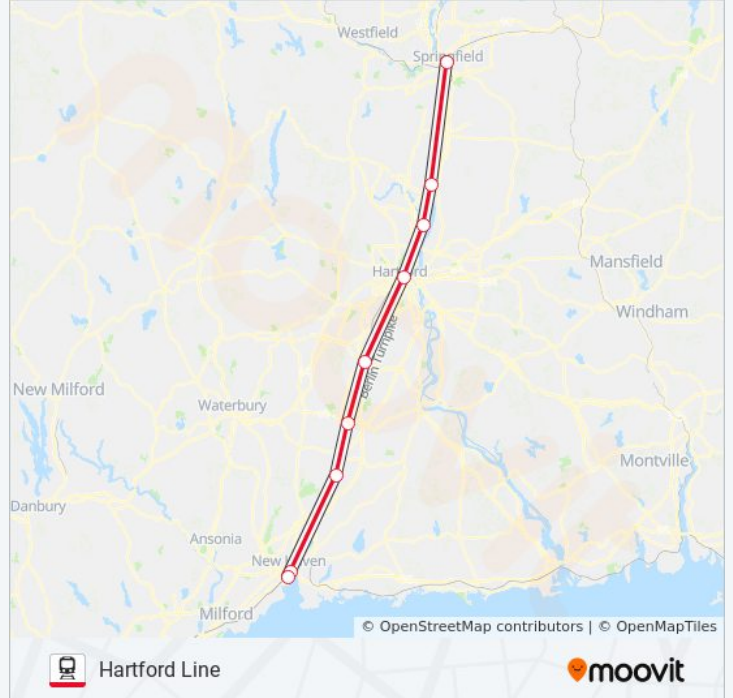 Westfield
Springfield
Hartford
Mansfield
Windham
Berlin Turnpike
New Milford
Waterbury
Montville
Danbury
Ansonia
New Haven
Milford
© OpenStreetMap contributors | © OpenMapTiles
Hartford Line
moovit